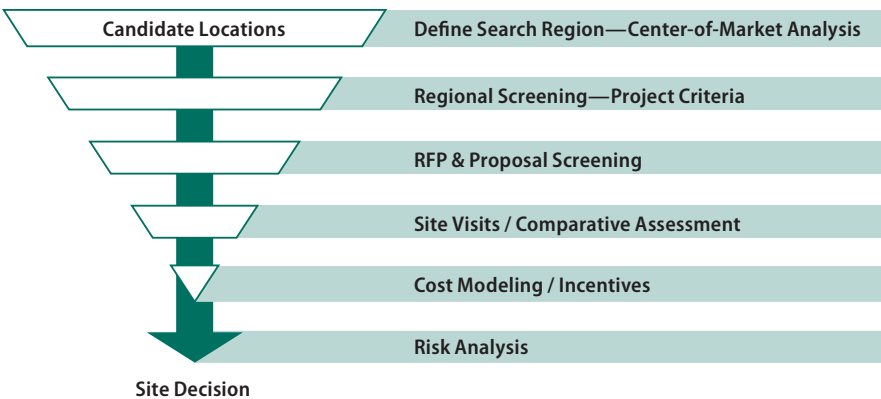 Candidate Locations
Define Search Region—Center-of-Market Analysis
Regional Screening—Project Criteria
RFP & Proposal Screening
Site Visits / Comparative Assessment
Cost Modeling / Incentives
Risk Analysis
Site Decision